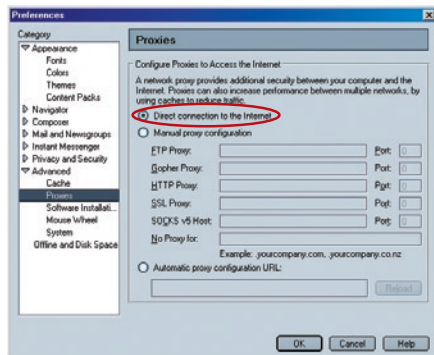 Preferences
Category
Appearance
Fonts
Colors
Themes
Content Packs
Navigator
Composer
Mail and Newsgroups
Instant Messenger
Privacy and Security
Advanced
Cache
Proxies
Software Installati...
Mouse Wheel
System
Offline and Disk Space
Proxies
Configure Proxies to Access the Internet
A network proxy provides additional security between your computer and the
Internet. Proxies can also increase performance between multiple networks, by
using caches to reduce traffic.
Direct connection to the Internet
Manual proxy configuration
FTP Proxy: Port: 0
Gopher Proxy: Port: 0
HTTP Proxy: Port: 0
SSL Proxy: Port: 0
SOCKS v5 Host: Port: 0
No Proxy for:
Example: .yourcompany.com, .yourcompany.co.nz
Automatic proxy configuration URL:
Reload
OK Cancel Help